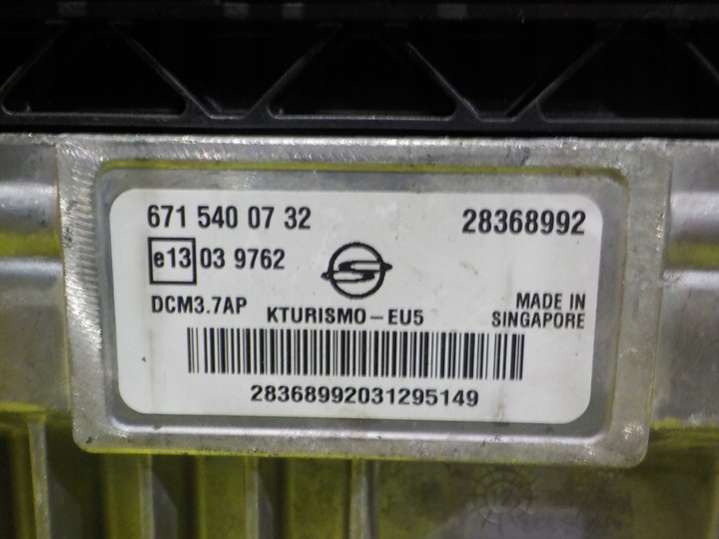 671 540 07 32 28368992
e13 03 9762
DCM3.7AP KTURISMO-EU5 MADE IN
SINGAPORE
28368992031295149